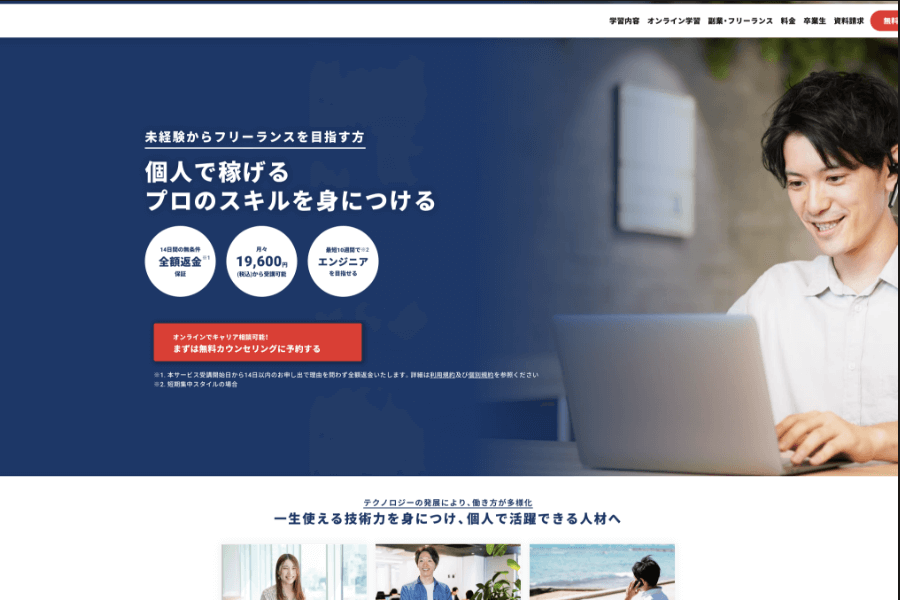 学習内容 オンライン学習 副業・フリーランス 料金 卒業生 資料請求 無料
未経験からフリーランスを目指す方
個人で稼げる
プロのスキルを身につける
14日間の無条件
全額返金※1
保証
月々
19,600円
(税込)から受講可能
最短10週間で※2
エンジニア
を目指せる
オンラインでキャリア相談可能!
まずは無料カウンセリングに予約する
※1. 本サービス受講開始日から14日以内のお申し出で理由を問わず全額返金いたします。詳細は利用規約及び個別規約を参照ください
※2. 短期集中スタイルの場合
テクノロジーの発展により、働き方が多様化
一生使える技術力を身につけ、個人で活躍できる人材へ